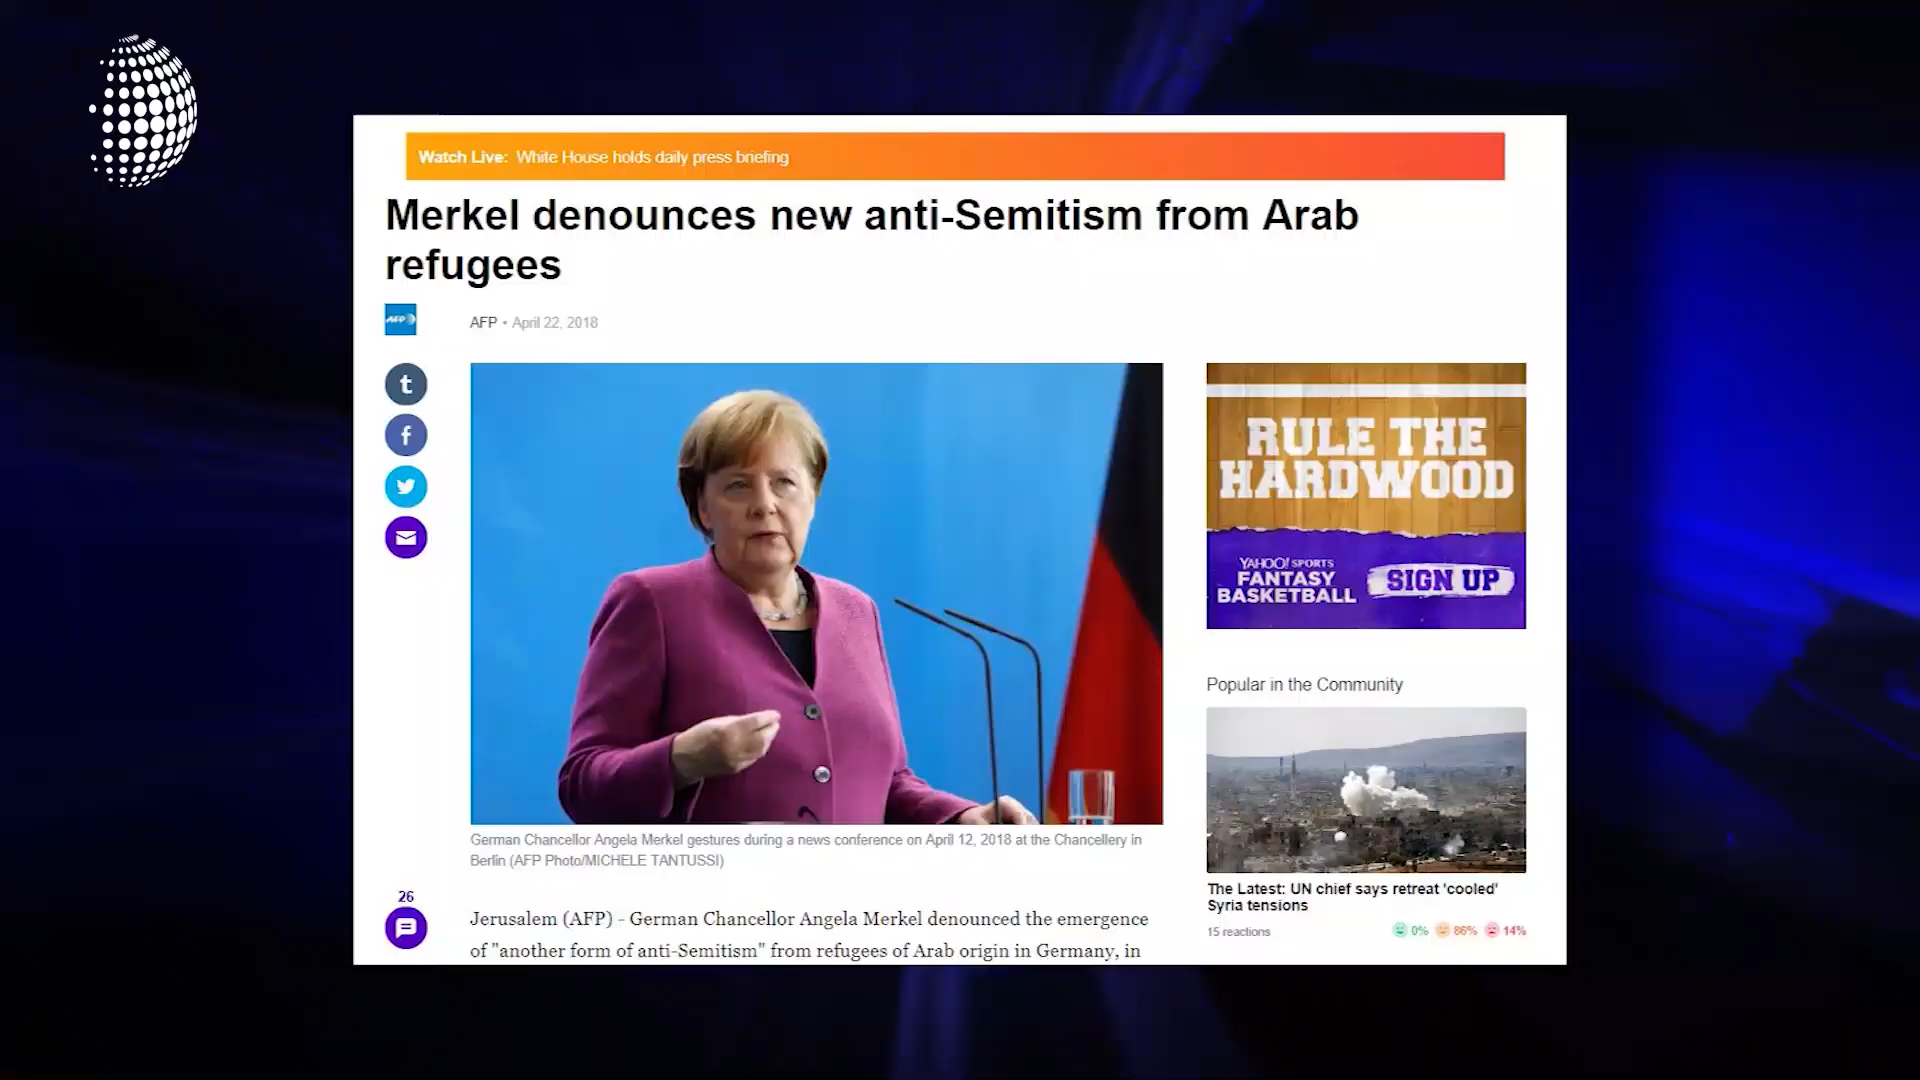 Watch Live: White House holds daily press briefing
Merkel denounces new anti-Semitism from Arab
refugees
AFP
AFP • April 22, 2018
t
f
RULE THE
HARDWOOD
YAHOO! SPORTS
FANTASY
BASKETBALL
SIGN UP
Popular in the Community
German Chancellor Angela Merkel gestures during a news conference on April 12, 2018 at the Chancellery in
Berlin (AFP Photo/MICHELE TANTUSSI)
The Latest: UN chief says retreat 'cooled'
Syria tensions
15 reactions 0% 86% 14%
26
Jerusalem (AFP) - German Chancellor Angela Merkel denounced the emergence
of "another form of anti-Semitism" from refugees of Arab origin in Germany, in